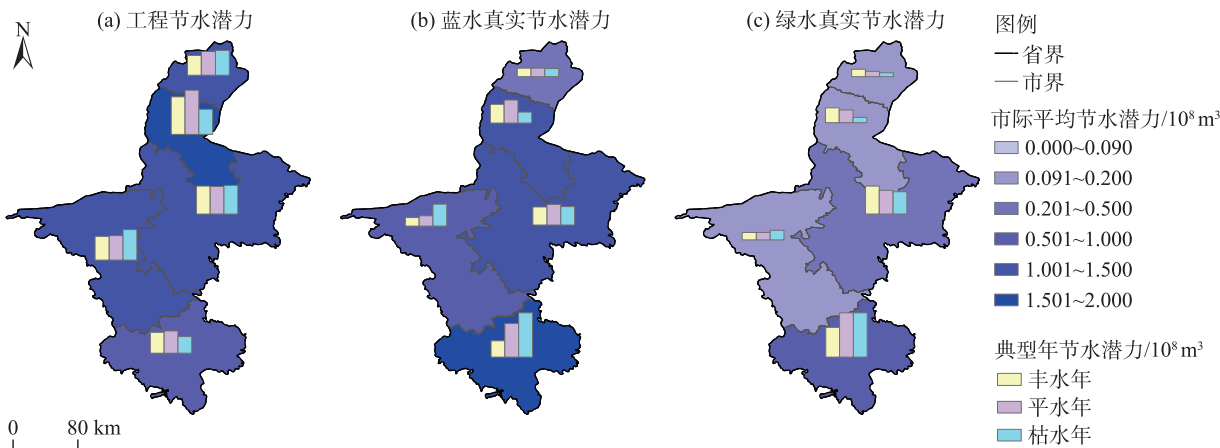 (a) 工程节水潜力
(b) 蓝水真实节水潜力
(c) 绿水真实节水潜力
N
图例
省界
市界
市际平均节水潜力/10⁸ m³
0.000~0.090
0.091~0.200
0.201~0.500
0.501~1.000
1.001~1.500
1.501~2.000
典型年节水潜力/10⁸ m³
丰水年
平水年
枯水年
0 80 km